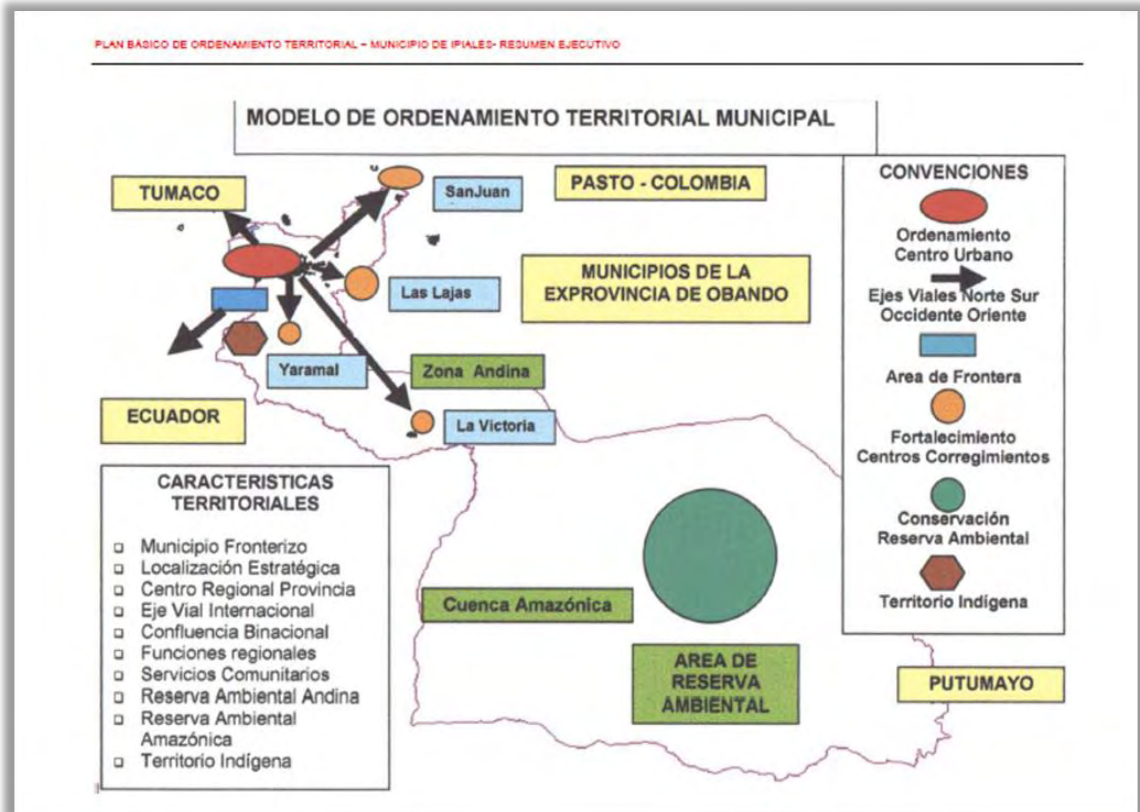 PLAN BÁSICO DE ORDENAMIENTO TERRITORIAL – MUNICIPIO DE IPIALES- RESUMEN EJECUTIVO
MODELO DE ORDENAMIENTO TERRITORIAL MUNICIPAL
TUMACO
SanJuan
PASTO - COLOMBIA
Las Lajas
MUNICIPIOS DE LA
EXPROVINCIA DE OBANDO
Yaramal
Zona Andina
ECUADOR
La Victoria
CONVENCIONES
Ordenamiento
Centro Urbano
Ejes Viales Norte Sur
Occidente Oriente
Area de Frontera
Fortalecimiento
Centros Corregimientos
Conservación
Reserva Ambiental
Territorio Indígena
CARACTERISTICAS
TERRITORIALES
Municipio Fronterizo
Localización Estratégica
Centro Regional Provincia
Eje Vial Internacional
Confluencia Binacional
Funciones regionales
Servicios Comunitarios
Reserva Ambiental Andina
Reserva Ambiental
Amazónica
Territorio Indígena
Cuenca Amazónica
AREA DE
RESERVA
AMBIENTAL
PUTUMAYO